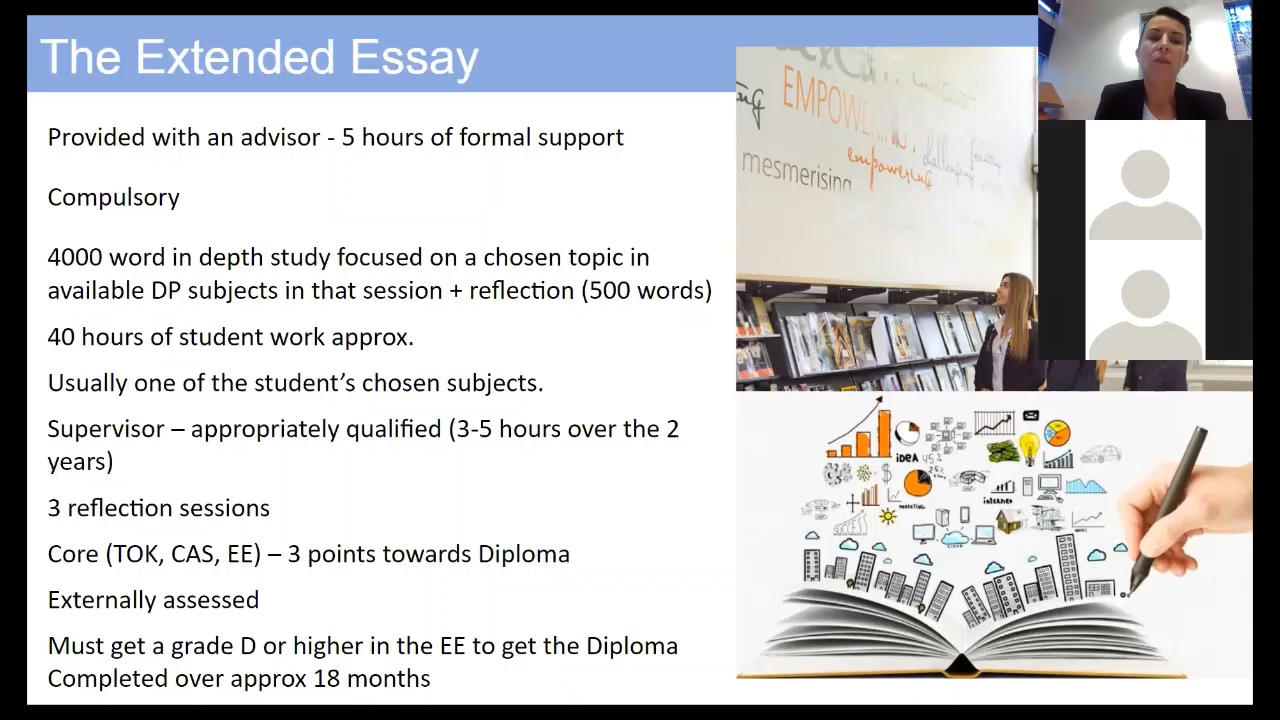 The Extended Essay
Provided with an advisor - 5 hours of formal support
Compulsory
4000 word in depth study focused on a chosen topic in
available DP subjects in that session + reflection (500 words)
40 hours of student work approx.
Usually one of the student’s chosen subjects.
Supervisor – appropriately qualified (3-5 hours over the 2
years)
3 reflection sessions
Core (TOK, CAS, EE) – 3 points towards Diploma
Externally assessed
Must get a grade D or higher in the EE to get the Diploma
Completed over approx 18 months
empowering
mesmerising
IDEA 45%
MARKETING
internet
CLOUD